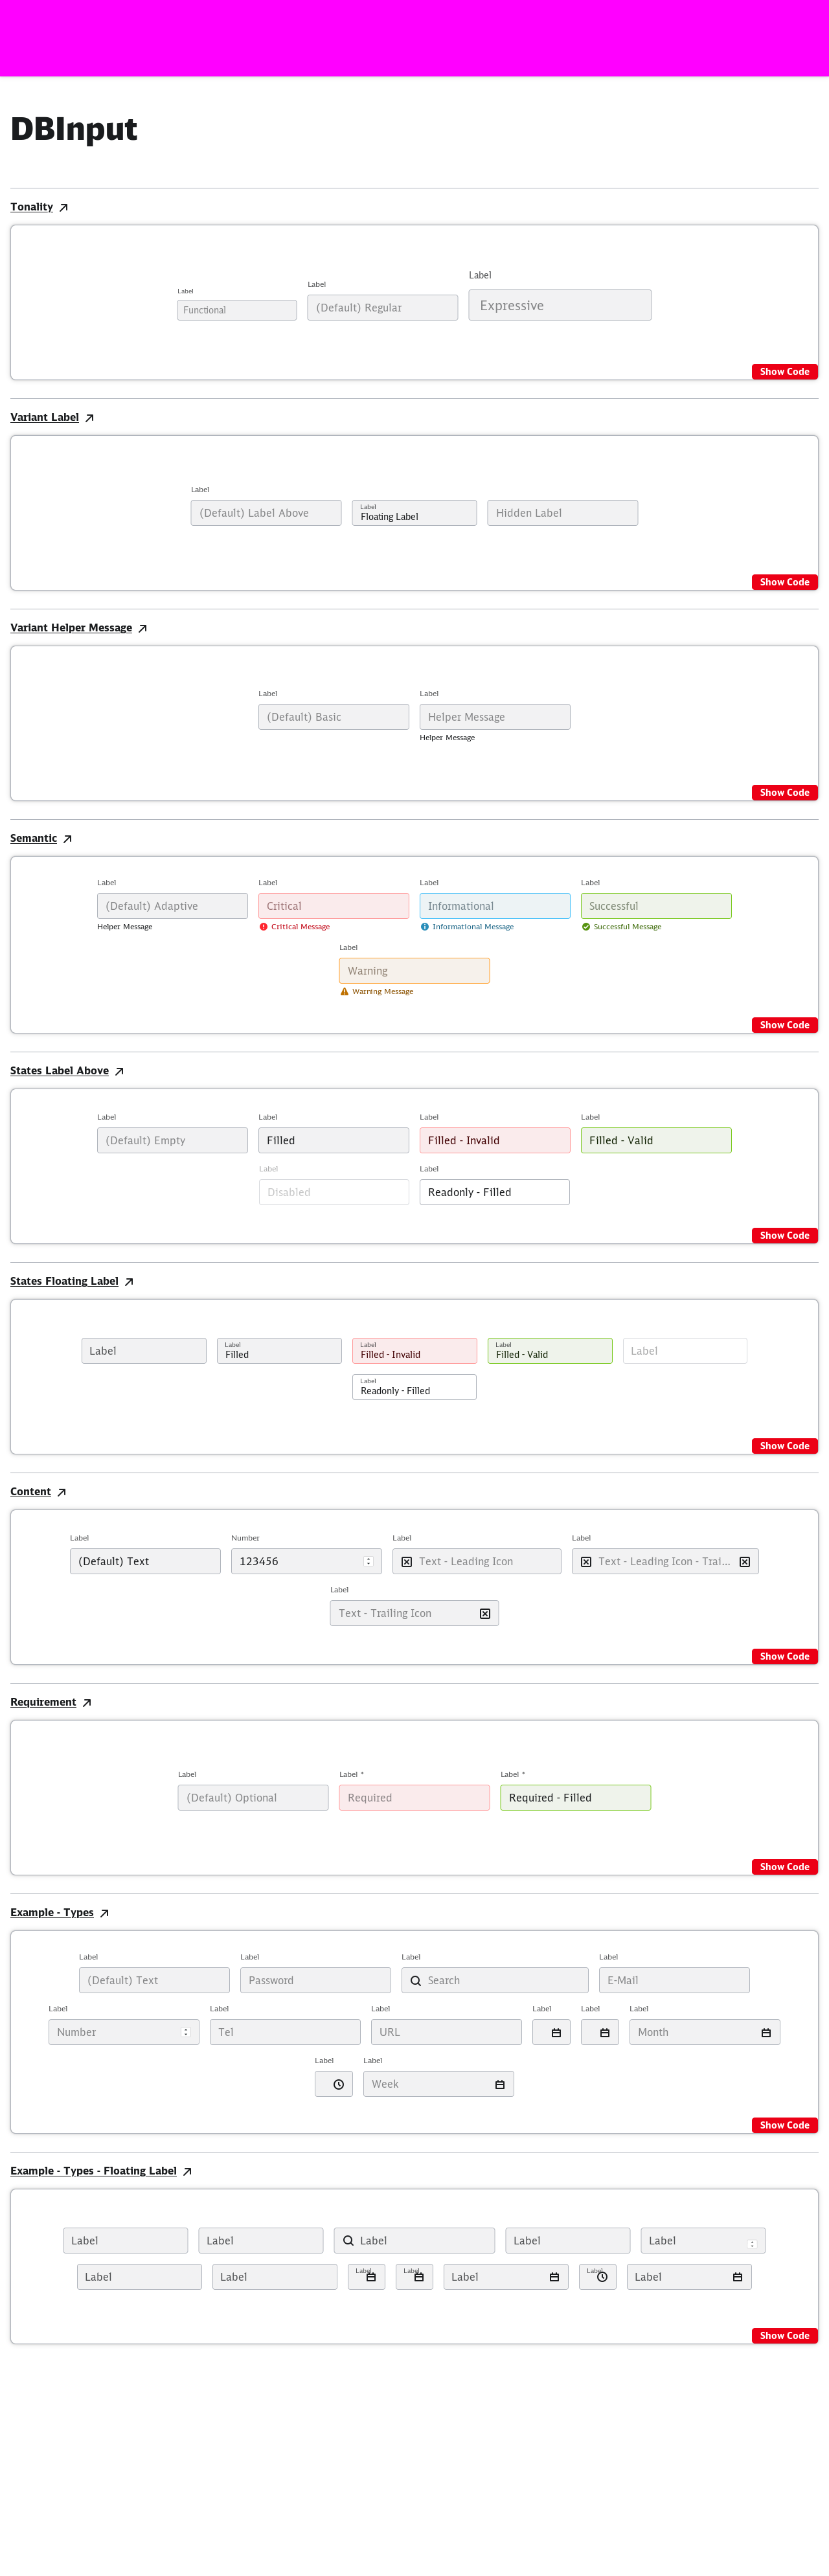 DBInput
Tonality
Label
Label
Label
Functional
(Default) Regular
Expressive
Show Code
Variant Label
Label
(Default) Label Above
Label
Floating Label
Hidden Label
Show Code
Variant Helper Message
Label
Label
(Default) Basic
Helper Message
Helper Message
Show Code
Semantic
Label
Label
Label
Label
(Default) Adaptive
Critical
Informational
Successful
Helper Message
Critical Message
Informational Message
Successful Message
Label
Warning
Warning Message
Show Code
States Label Above
Label
Label
Label
Label
(Default) Empty
Filled
Filled - Invalid
Filled - Valid
Label
Label
Disabled
Readonly - Filled
Show Code
States Floating Label
Label
Label
Filled
Label
Filled - Invalid
Label
Filled - Valid
Label
Label
Readonly - Filled
Show Code
Content
Label
Number
Label
Label
(Default) Text
123456
Text - Leading Icon
Text - Leading Icon - Trai...
Label
Text - Trailing Icon
Show Code
Requirement
Label
Label *
Label *
(Default) Optional
Required
Required - Filled
Show Code
Example - Types
Label
Label
Label
Label
(Default) Text
Password
Search
E-Mail
Label
Label
Label
Label
Label
Label
Number
Tel
URL
Month
Label
Label
Week
Show Code
Example - Types - Floating Label
Label
Label
Label
Label
Label
Label
Label
Label
Label
Label
Label
Label
Show Code